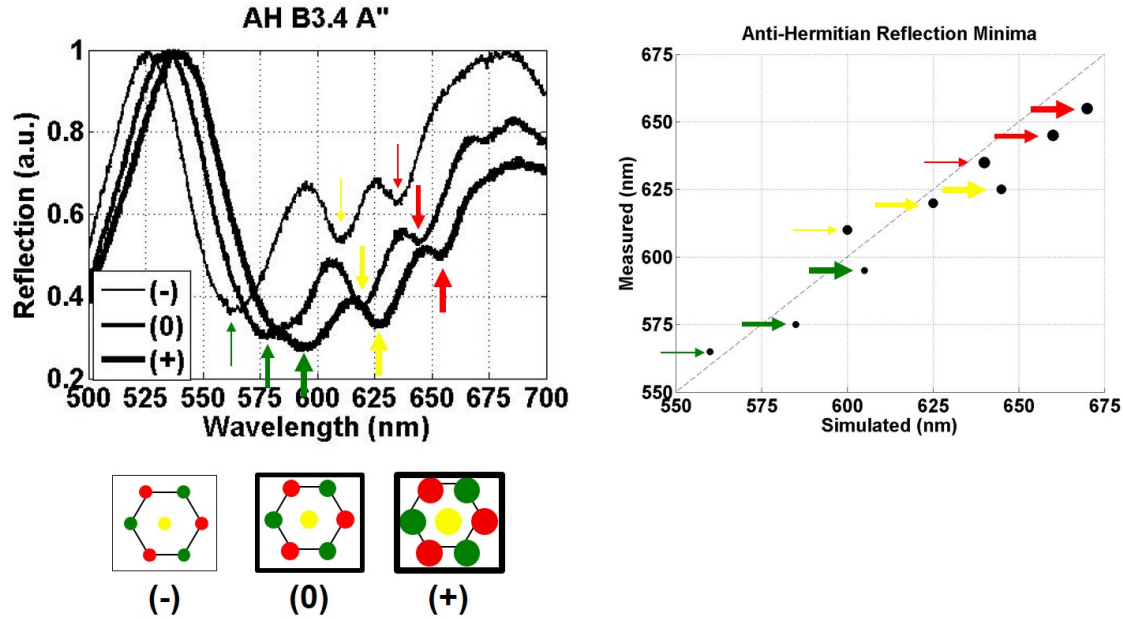 AH B3.4 A"
Reflection (a.u.)
1
0.8
0.6
0.4
0.2
(-)
(0)
(+)
500 525 550 575 600 625 650 675 700
Wavelength (nm)
Anti-Hermitian Reflection Minima
Measured (nm)
675
650
625
600
575
550
550 575 600 625 650 675
Simulated (nm)
(-) (0) (+)